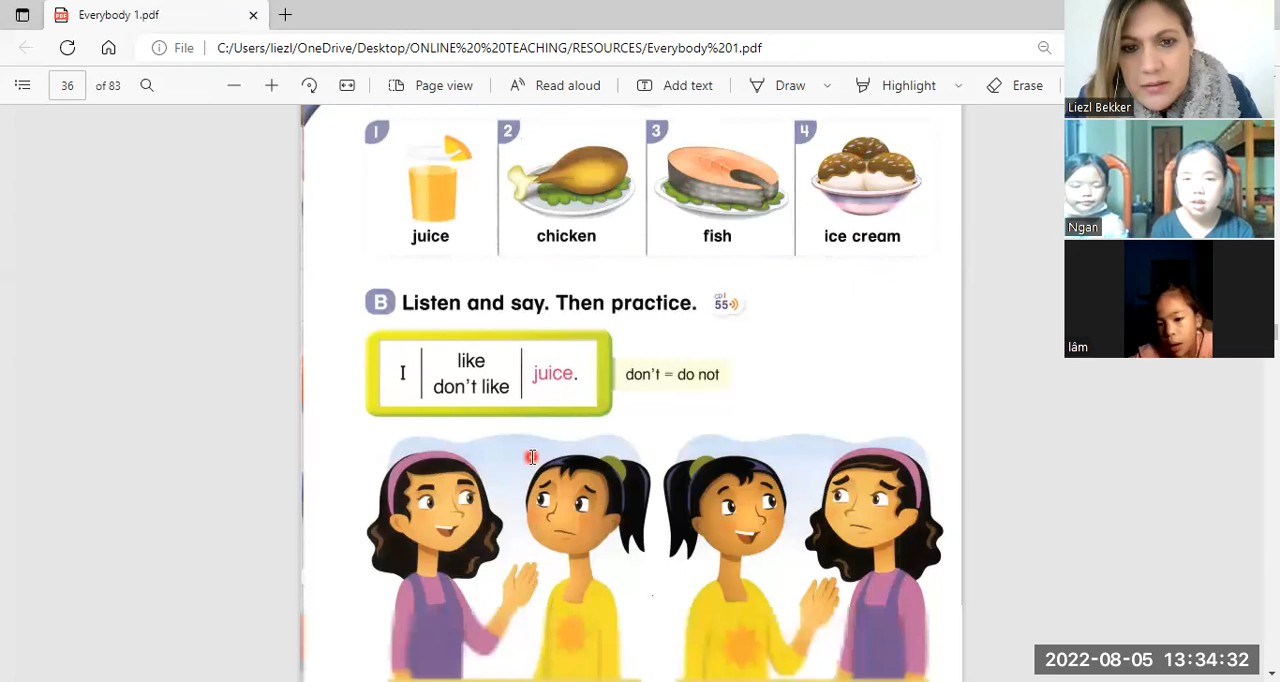 Everybody 1.pdf
File C:/Users/liezl/OneDrive/Desktop/ONLINE%20%20TEACHING/RESOURCES/Everybody%201.pdf
36 of 83 Page view Read aloud Add text Draw Highlight Erase
1 2 3 4
juice chicken fish ice cream
B Listen and say. Then practice. CD1 55
like
I juice. don't = do not
don't like
Liezl Bekker
Ngan
lâm
2022-08-05 13:34:32